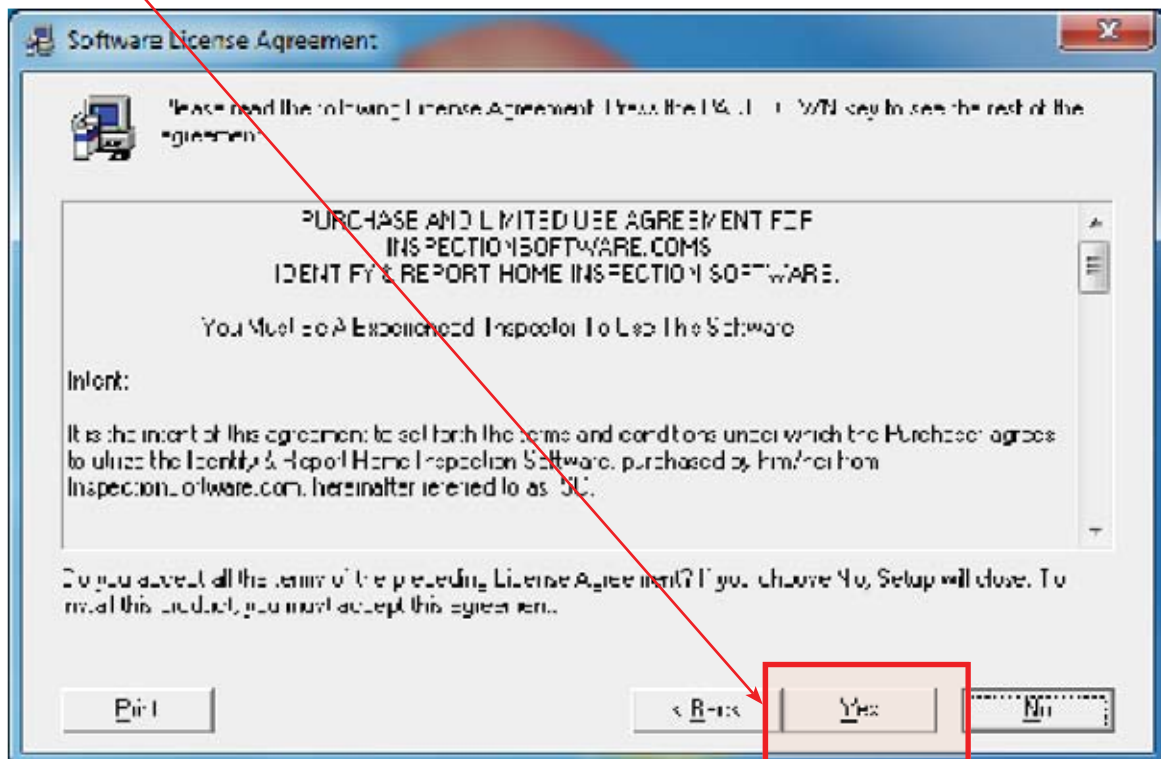 Software License Agreement
Please read the following License Agreement. Press the PAGE DOWN key to see the rest of the
agreement.
PURCHASE AND LIMITED USE AGREEMENT FOR
INSPECTIONSOFTWARE.COMS
IDENTIFY & REPORT HOME INSPECTION SOFTWARE.
You Must Be A Experienced Inspector To Use The Software
Intent:
It is the intent of this agreement to set forth the terms and conditions under which the Purchaser agrees
to utilize the Identify & Report Home Inspection Software, purchased by him/her from
InspectionSoftware.com, hereinafter referred to as
Do you accept all the terms of the preceding License Agreement? If you choose No, Setup will close. To
install this product, you must accept this agreement.
Print
< Back
Yes
No